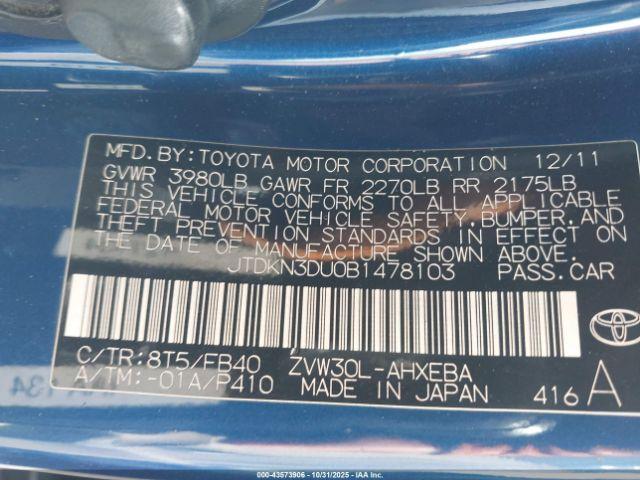 MFD.BY:TOYOTA MOTOR CORPORATION 12/11
GVWR 3980LB GAWR FR 2270LB RR 2175LB
THIS VEHICLE CONFORMS TO ALL APPLICABLE
FEDERAL MOTOR VEHICLE SAFETY,BUMPER,AND
THEFT PREVENTION STANDARDS IN EFFECT ON
THE DATE OF MANUFACTURE SHOWN ABOVE.
JTDKN3DU0B1478103 PASS.CAR
C/TR:8T5/FB40 ZVW30L-AHXEBA
A/TM:-01A/P410 MADE IN JAPAN 416 A
TOYOTA
© 43573906 - 10/31/2025 - IAA Inc.